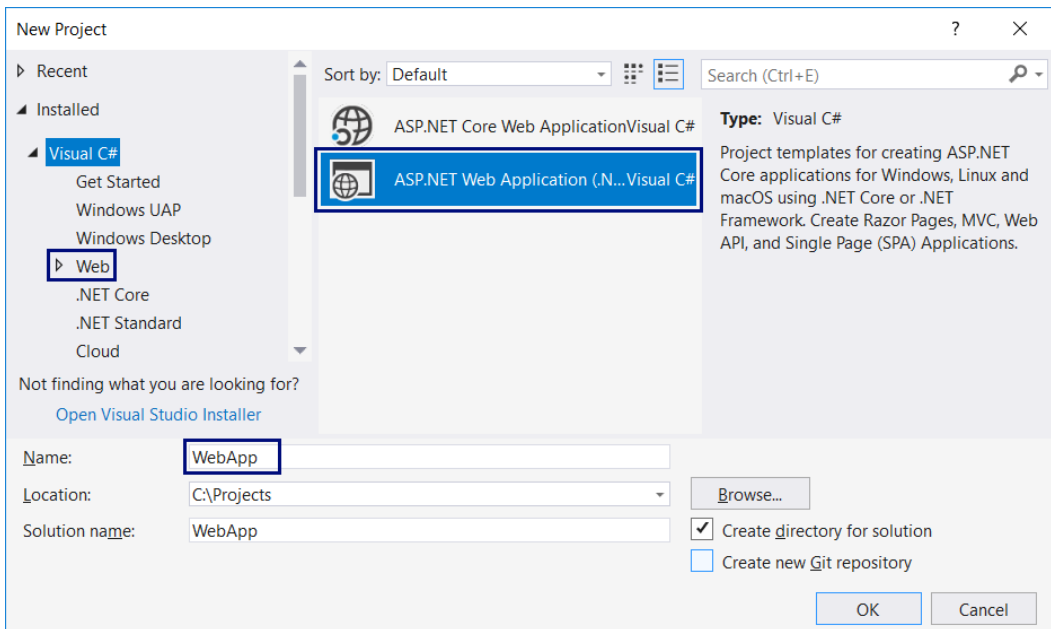 New Project
?
Recent
Installed
Visual C#
Get Started
Windows UAP
Windows Desktop
Web
.NET Core
.NET Standard
Cloud
Not finding what you are looking for?
Open Visual Studio Installer
Sort by: Default
ASP.NET Core Web Application Visual C#
ASP.NET Web Application (.N... Visual C#
Search (Ctrl+E)
Type: Visual C#
Project templates for creating ASP.NET
Core applications for Windows, Linux and
macOS using .NET Core or .NET
Framework. Create Razor Pages, MVC, Web
API, and Single Page (SPA) Applications.
Name: WebApp
Location: C:\Projects
Browse...
Solution name: WebApp
Create directory for solution
Create new Git repository
OK Cancel